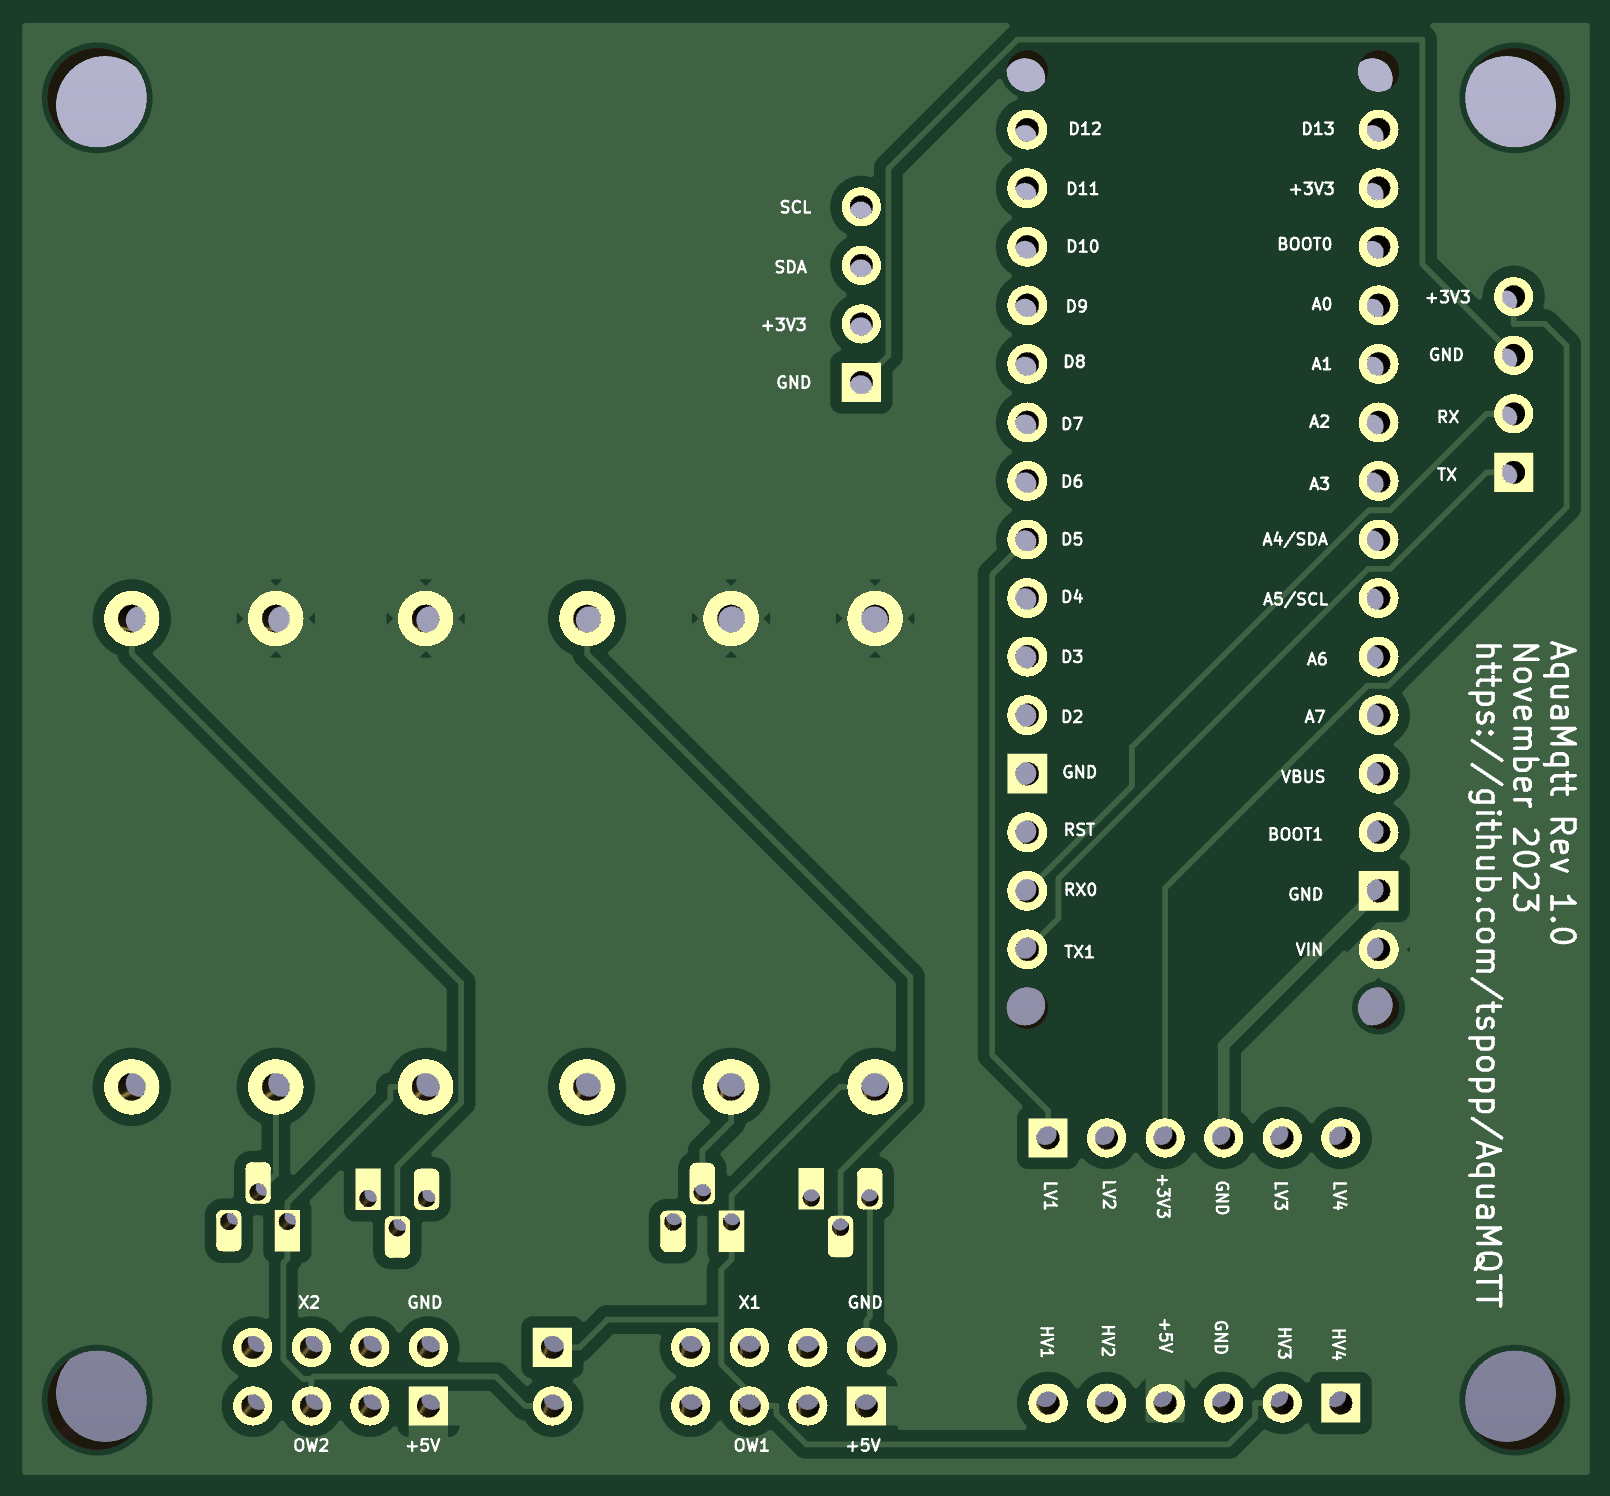 D12
D13
D11
+3V3
SCL
D10
BOOT0
SDA
D9
A0
+3V3
+3V3
D8
A1
GND
GND
D7
A2
RX
D6
A3
TX
D5
A4/SDA
D4
A5/SCL
D3
A6
D2
A7
GND
VBUS
RST
BOOT1
RX0
GND
TX1
VIN
AquaMqtt Rev 1.0
November 2023
https://github.com/tspopp/AquaMQTT
LV1
LV2
+3V3
GND
LV3
LV4
X2
GND
X1
GND
HV1
HV2
+5V
GND
HV3
HV4
OW2
+5V
OW1
+5V